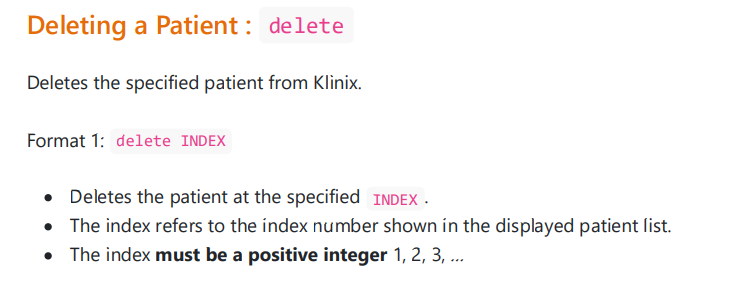 Deleting a Patient : delete
Deletes the specified patient from Klinix.
Format 1: delete INDEX
• Deletes the patient at the specified INDEX .
• The index refers to the index number shown in the displayed patient list.
• The index must be a positive integer 1, 2, 3, …